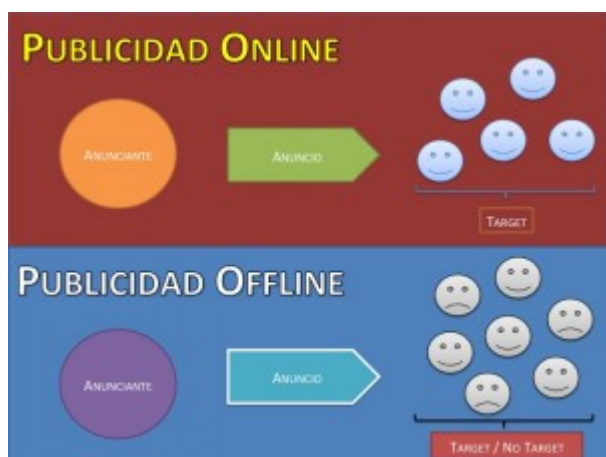 PUBLICIDAD ONLINE
ANUNCIANTE
ANUNCIO
TARGET
PUBLICIDAD OFFLINE
ANUNCIANTE
ANUNCIO
TARGET / NO TARGET